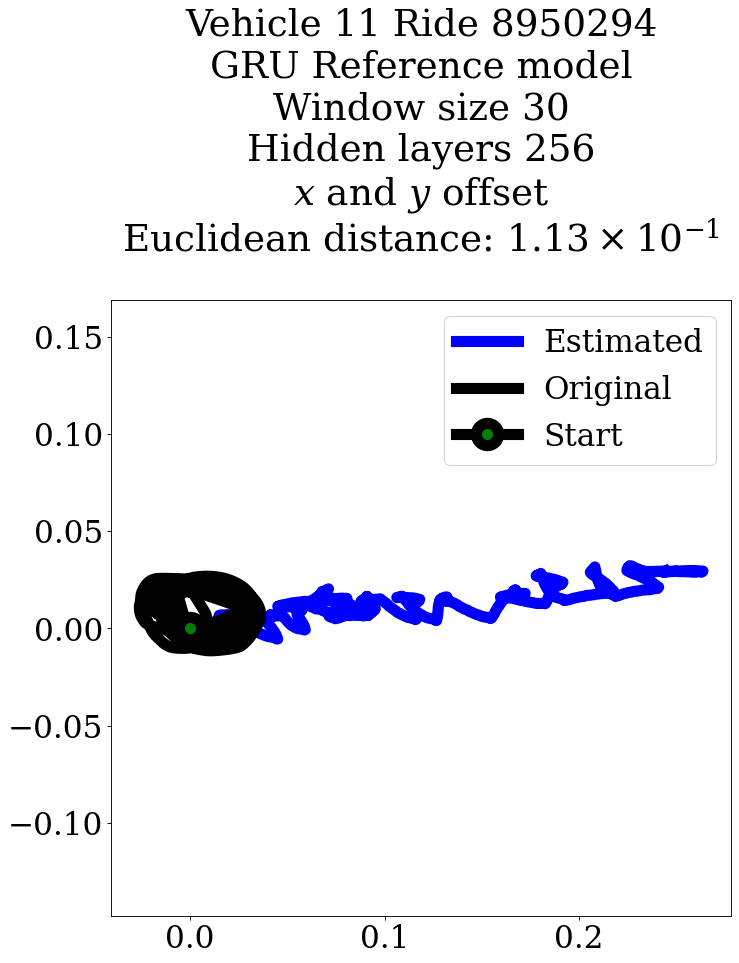 Vehicle 11 Ride 8950294
GRU Reference model
Window size 30
Hidden layers 256
x and y offset
Euclidean distance: 1.13 × 10⁻¹
Estimated
Original
Start
0.15
0.10
0.05
0.00
−0.05
−0.10
0.0 0.1 0.2